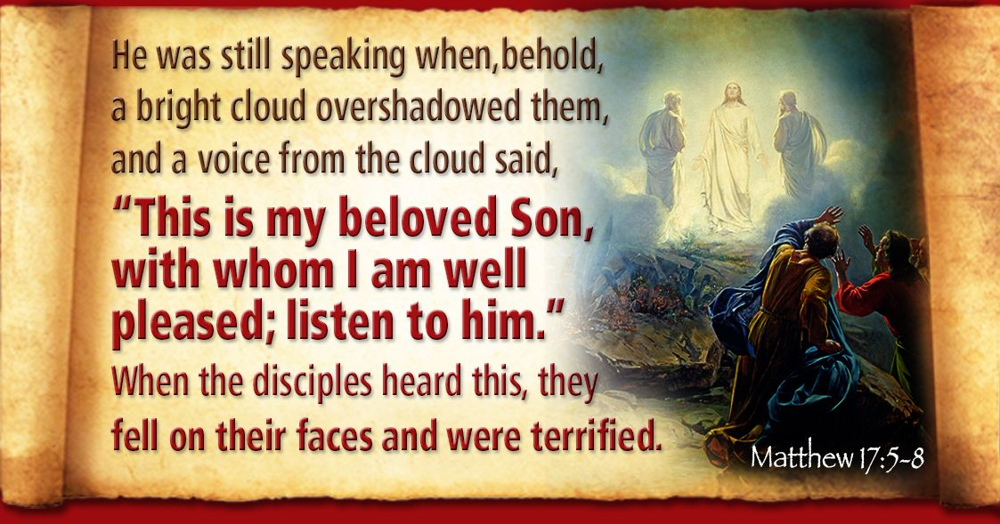 He was still speaking when,behold,
a bright cloud overshadowed them,
and a voice from the cloud said,
“This is my beloved Son,
with whom I am well
pleased; listen to him.”
When the disciples heard this, they
fell on their faces and were terrified.
Matthew 17:5-8